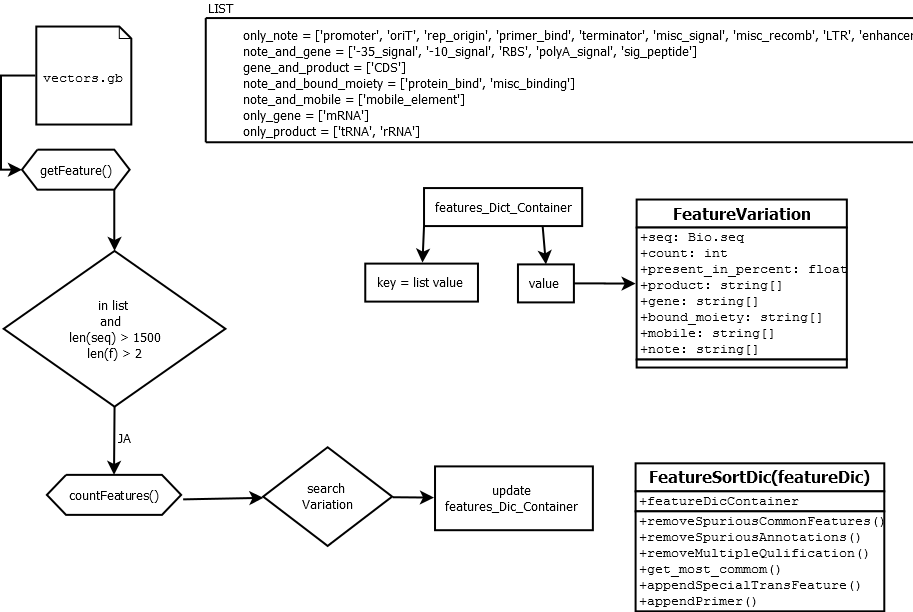 LIST
only_note = ['promoter', 'oriT', 'rep_origin', 'primer_bind', 'terminator', 'misc_signal', 'misc_recomb', 'LTR', 'enhancer
note_and_gene = ['-35_signal', '-10_signal', 'RBS', 'polyA_signal', 'sig_peptide']
gene_and_product = ['CDS']
note_and_bound_moiety = ['protein_bind', 'misc_binding']
note_and_mobile = ['mobile_element']
only_gene = ['mRNA']
only_product = ['tRNA', 'rRNA']
vectors.gb
getFeature()
in list
and
len(seq) > 1500
len(f) > 2
JA
countFeatures()
search
Variation
update
features_Dic_Container
features_Dict_Container
key = list value
value
FeatureVariation
+seq: Bio.seq
+count: int
+present_in_percent: float
+product: string[]
+gene: string[]
+bound_moiety: string[]
+mobile: string[]
+note: string[]
FeatureSortDic(featureDic)
+featureDicContainer
+removeSpuriousCommonFeatures()
+removeSpuriousAnnotations()
+removeMultipleQulification()
+get_most_commom()
+appendSpecialTransFeature()
+appendPrimer()